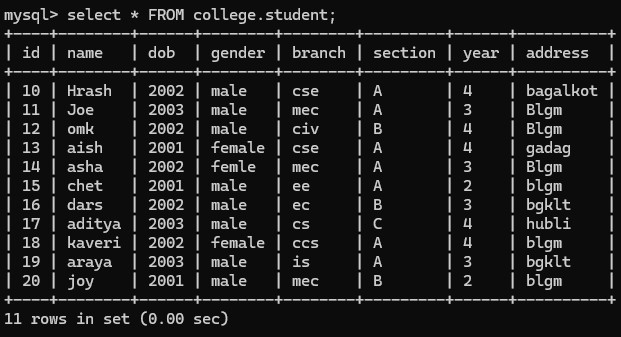 mysql> select * FROM college.student;
+----+--------+------+--------+--------+---------+------+----------+
| id | name   | dob  | gender | branch | section | year | address  |
+----+--------+------+--------+--------+---------+------+----------+
| 10 | Hrash  | 2002 | male   | cse    | A       | 4    | bagalkot |
| 11 | Joe    | 2003 | male   | mec    | A       | 3    | Blgm     |
| 12 | omk    | 2002 | male   | civ    | B       | 4    | Blgm     |
| 13 | aish   | 2001 | female | cse    | A       | 4    | gadag    |
| 14 | asha   | 2002 | femle  | mec    | A       | 3    | Blgm     |
| 15 | chet   | 2001 | male   | ee     | A       | 2    | blgm     |
| 16 | dars   | 2002 | male   | ec     | B       | 3    | bgklt    |
| 17 | aditya | 2003 | male   | cs     | C       | 4    | hubli    |
| 18 | kaveri | 2002 | female | ccs    | A       | 4    | blgm     |
| 19 | araya  | 2003 | male   | is     | A       | 3    | bgklt    |
| 20 | joy    | 2001 | male   | mec    | B       | 2    | blgm     |
+----+--------+------+--------+--------+---------+------+----------+
11 rows in set (0.00 sec)